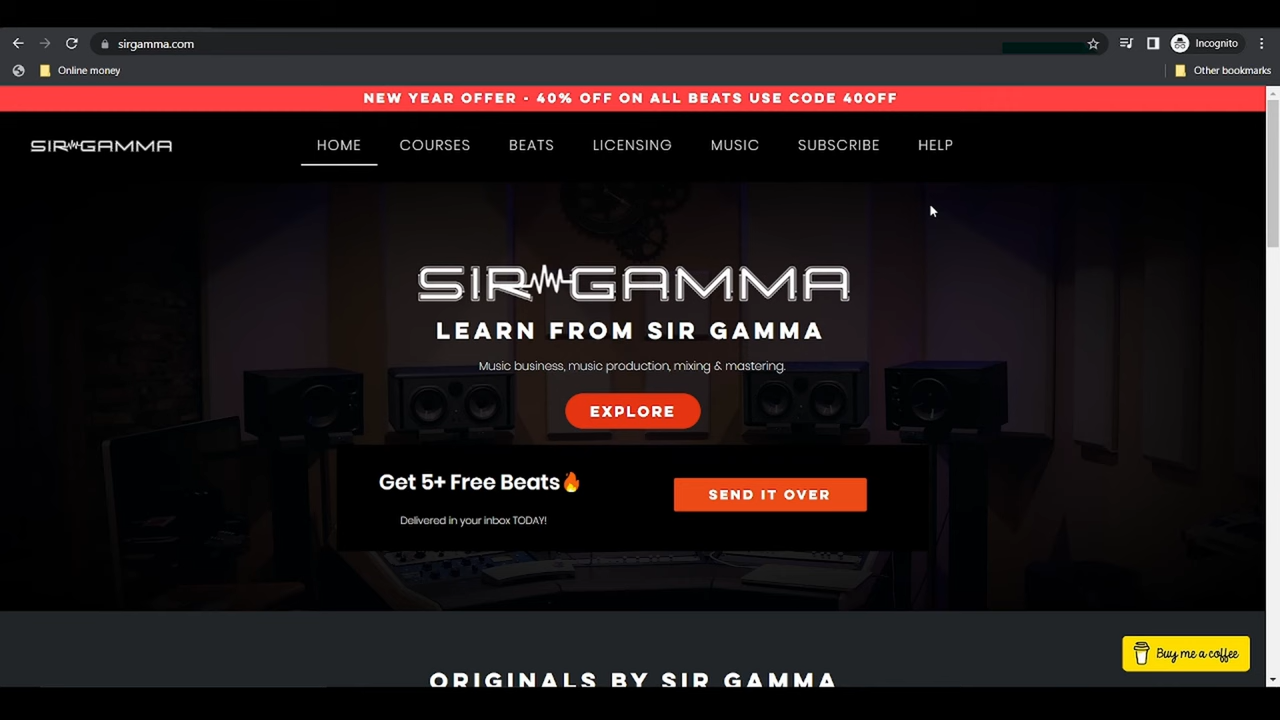 sirgamma.com
Incognito
Online money
Other bookmarks
NEW YEAR OFFER - 40% OFF ON ALL BEATS USE CODE 40OFF
SIR GAMMA
HOME
COURSES
BEATS
LICENSING
MUSIC
SUBSCRIBE
HELP
SIR GAMMA
LEARN FROM SIR GAMMA
Music business, music production, mixing & mastering.
EXPLORE
Get 5+ Free Beats🔥
SEND IT OVER
Delivered in your inbox TODAY!
Buy me a coffee
ORIGINALS BY SIR GAMMA